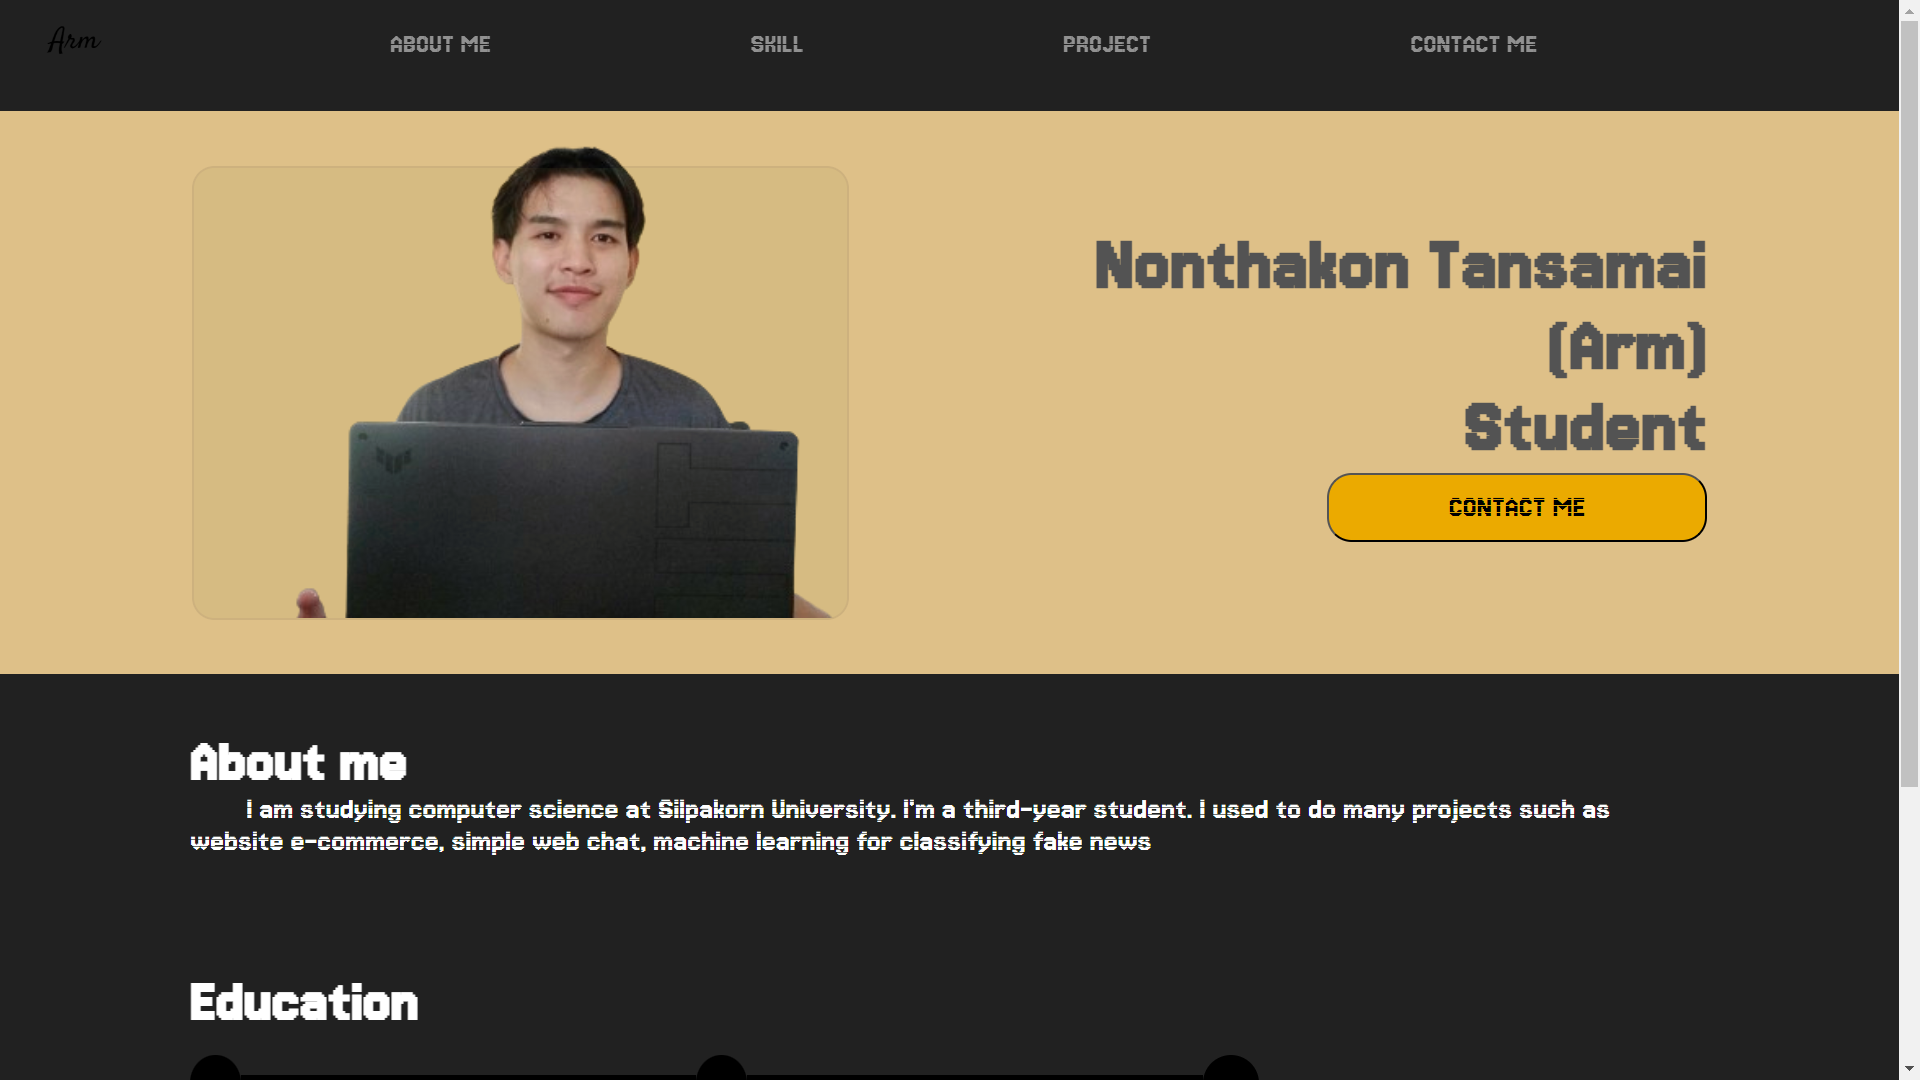 Arm
ABOUT ME
SKILL
PROJECT
CONTACT ME
Nonthakon Tansamai
(Arm)
Student
CONTACT ME
About me
I am studying computer science at Silpakorn University. I'm a third-year student. I used to do many projects such as
website e-commerce, simple web chat, machine learning for classifying fake news
Education